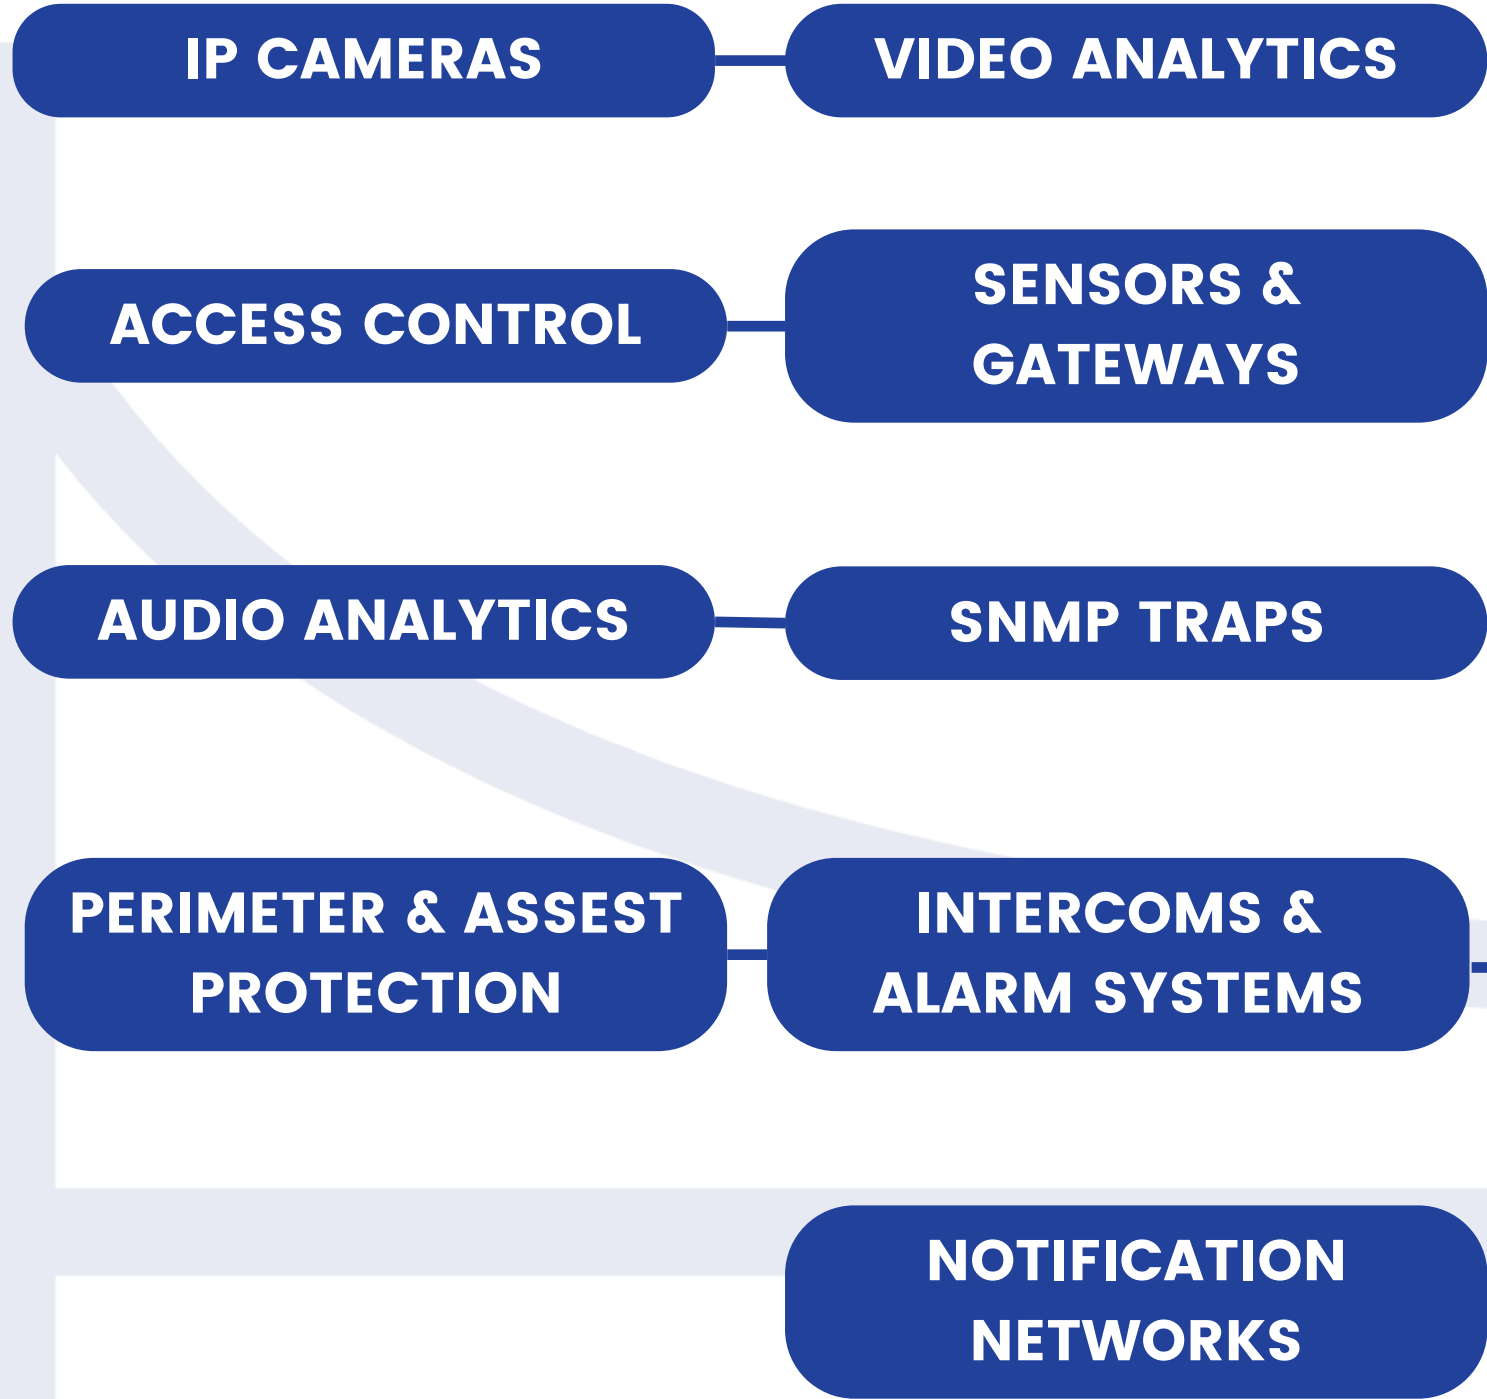 IP CAMERAS
VIDEO ANALYTICS
ACCESS CONTROL
SENSORS &
GATEWAYS
AUDIO ANALYTICS
SNMP TRAPS
PERIMETER & ASSEST
PROTECTION
INTERCOMS &
ALARM SYSTEMS
NOTIFICATION
NETWORKS